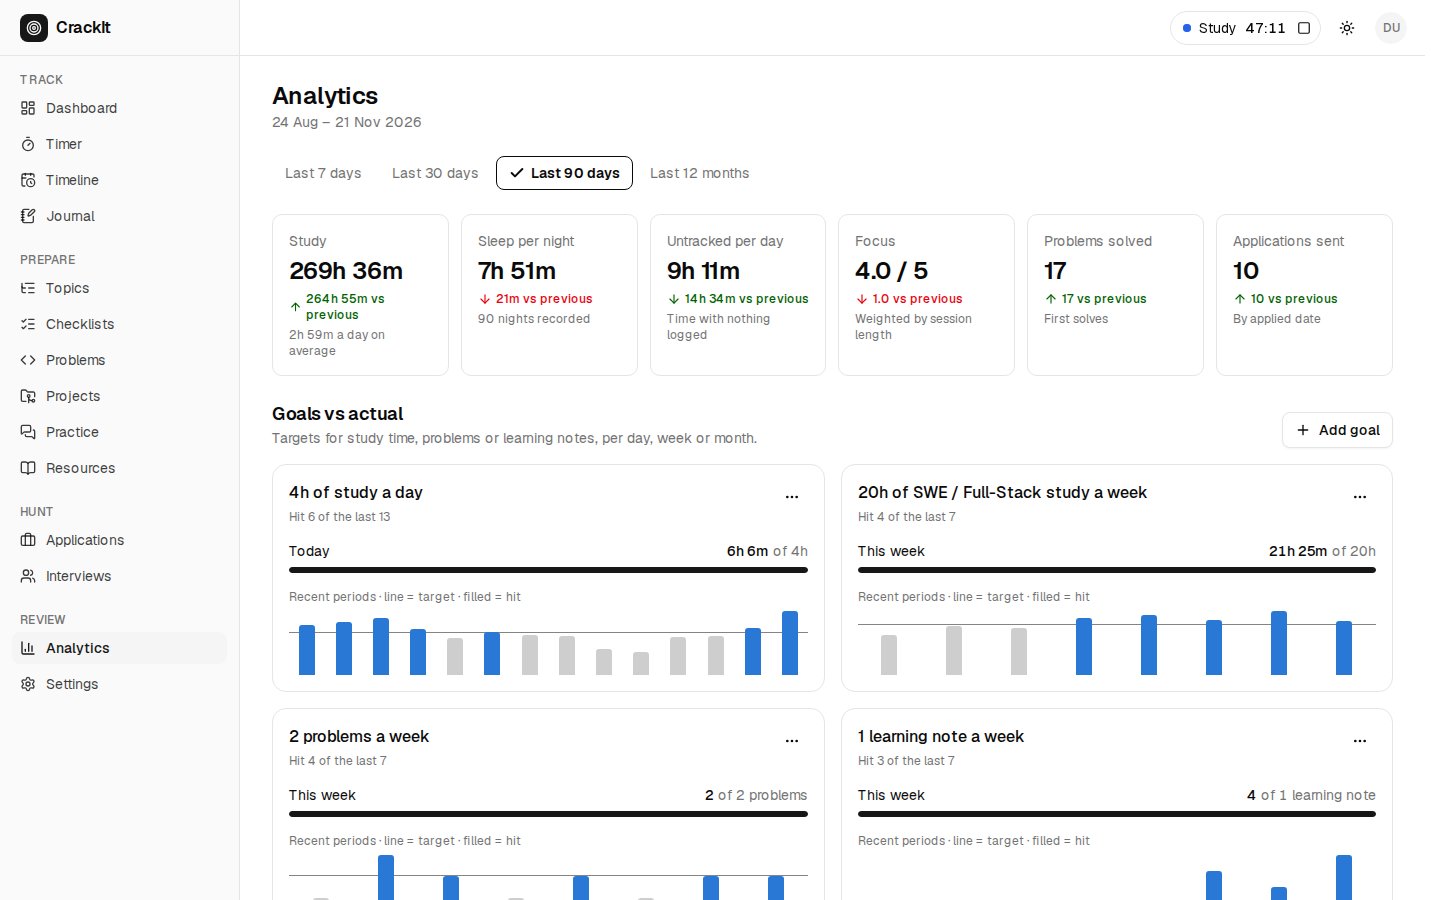 CrackIt
Study 47:11
DU
TRACK
Dashboard
Timer
Timeline
Journal
PREPARE
Topics
Checklists
Problems
Projects
Practice
Resources
HUNT
Applications
Interviews
REVIEW
Analytics
Settings
Analytics
24 Aug – 21 Nov 2026
Last 7 days
Last 30 days
Last 90 days
Last 12 months
Study
269h 36m
↑ 264h 55m vs
previous
2h 59m a day on
average
Sleep per night
7h 51m
↓ 21m vs previous
90 nights recorded
Untracked per day
9h 11m
↓ 14h 34m vs previous
Time with nothing
logged
Focus
4.0 / 5
↓ 1.0 vs previous
Weighted by session
length
Problems solved
17
↑ 17 vs previous
First solves
Applications sent
10
↑ 10 vs previous
By applied date
Goals vs actual
Targets for study time, problems or learning notes, per day, week or month.
+ Add goal
4h of study a day
Hit 6 of the last 13
Today 6h 6m of 4h
Recent periods · line = target · filled = hit
20h of SWE / Full-Stack study a week
Hit 4 of the last 7
This week 21h 25m of 20h
Recent periods · line = target · filled = hit
2 problems a week
Hit 4 of the last 7
This week 2 of 2 problems
Recent periods · line = target · filled = hit
1 learning note a week
Hit 3 of the last 7
This week 4 of 1 learning note
Recent periods · line = target · filled = hit